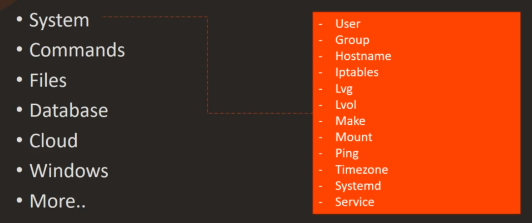 • System
• Commands
• Files
• Database
• Cloud
• Windows
• More..
- User
- Group
- Hostname
- Iptables
- Lvg
- Lvol
- Make
- Mount
- Ping
- Timezone
- Systemd
- Service